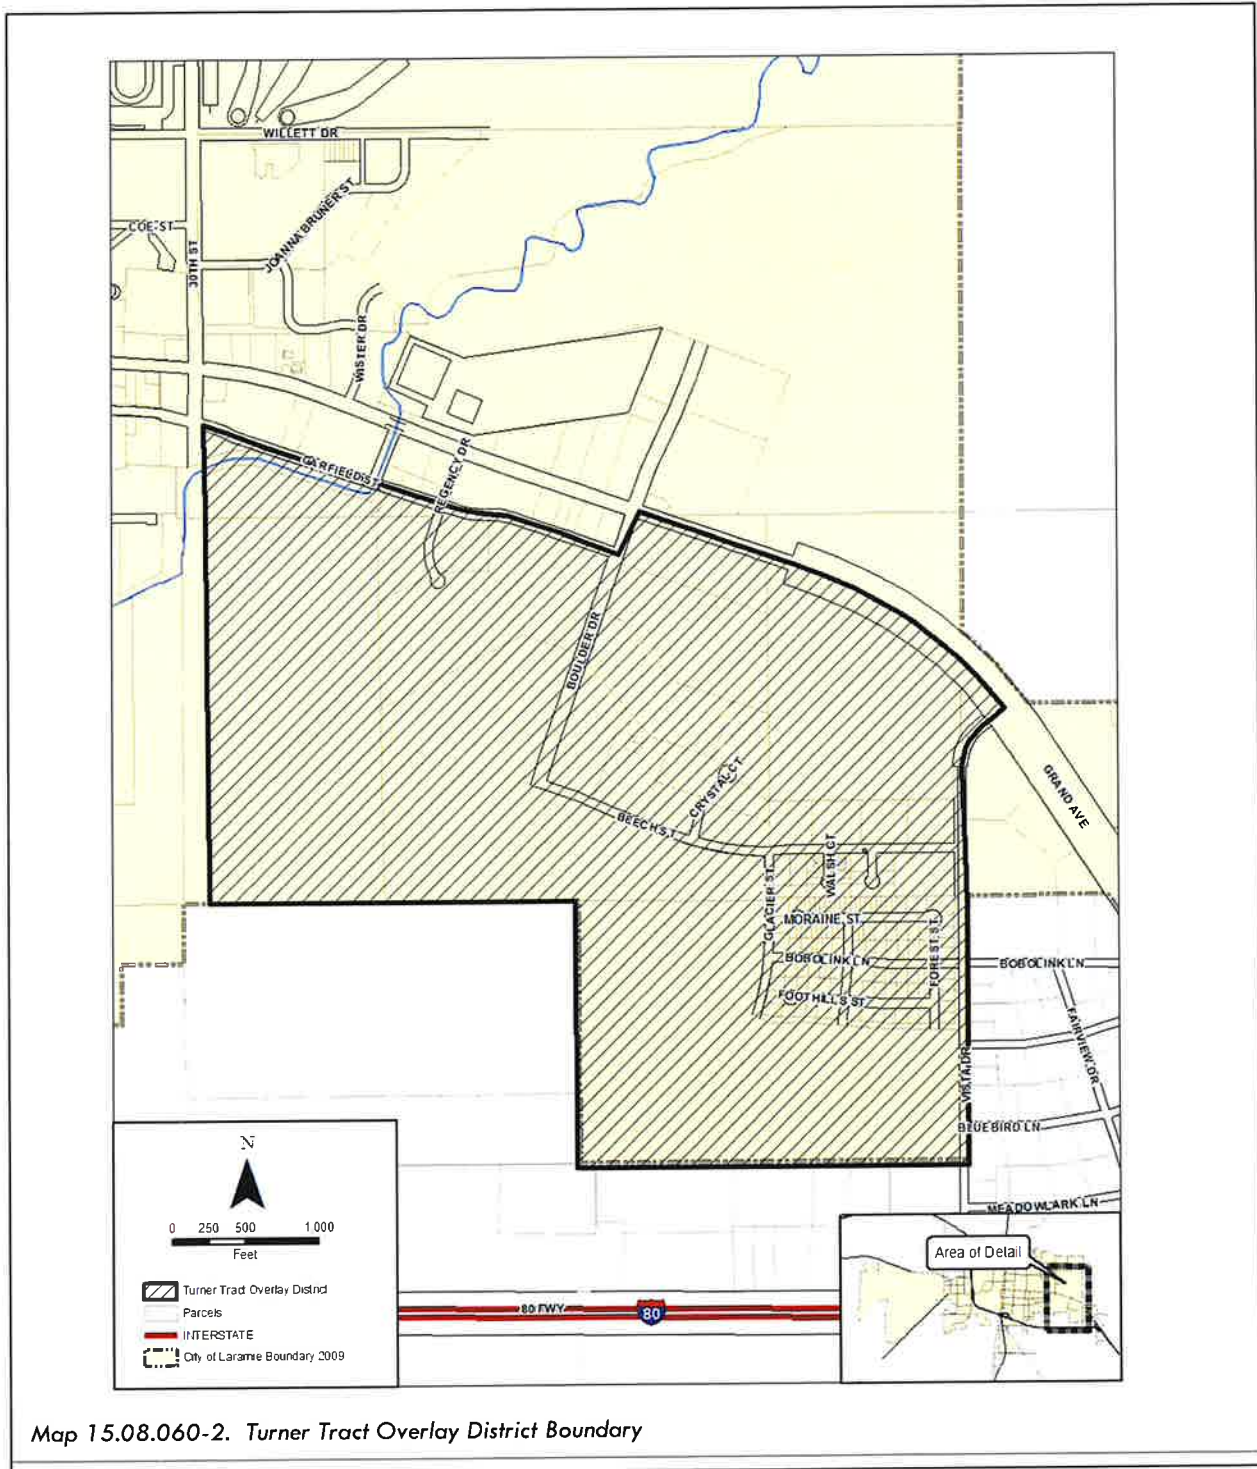 WILLETT DR
JOANNA BRUNER ST
COE ST
30TH ST
WISTER DR
GARFIELD ST
REGENCY DR
BOULDER DR
CRYSTAL CT
BEECH ST
GRAND AVE
WALSH CT
GLACIER ST
MORAINE ST
FOREST ST
BOBOLINK LN
BOBOLINK LN
FOOTHILLS ST
FAIRVIEW DR
VISTA DR
BLUEBIRD LN
MEADOWLARK LN
N
0 250 500 1,000
Feet
Turner Tract Overlay District
Parcels
INTERSTATE
City of Laramie Boundary 2009
80 FWY
80
Area of Detail
Map 15.08.060-2. Turner Tract Overlay District Boundary